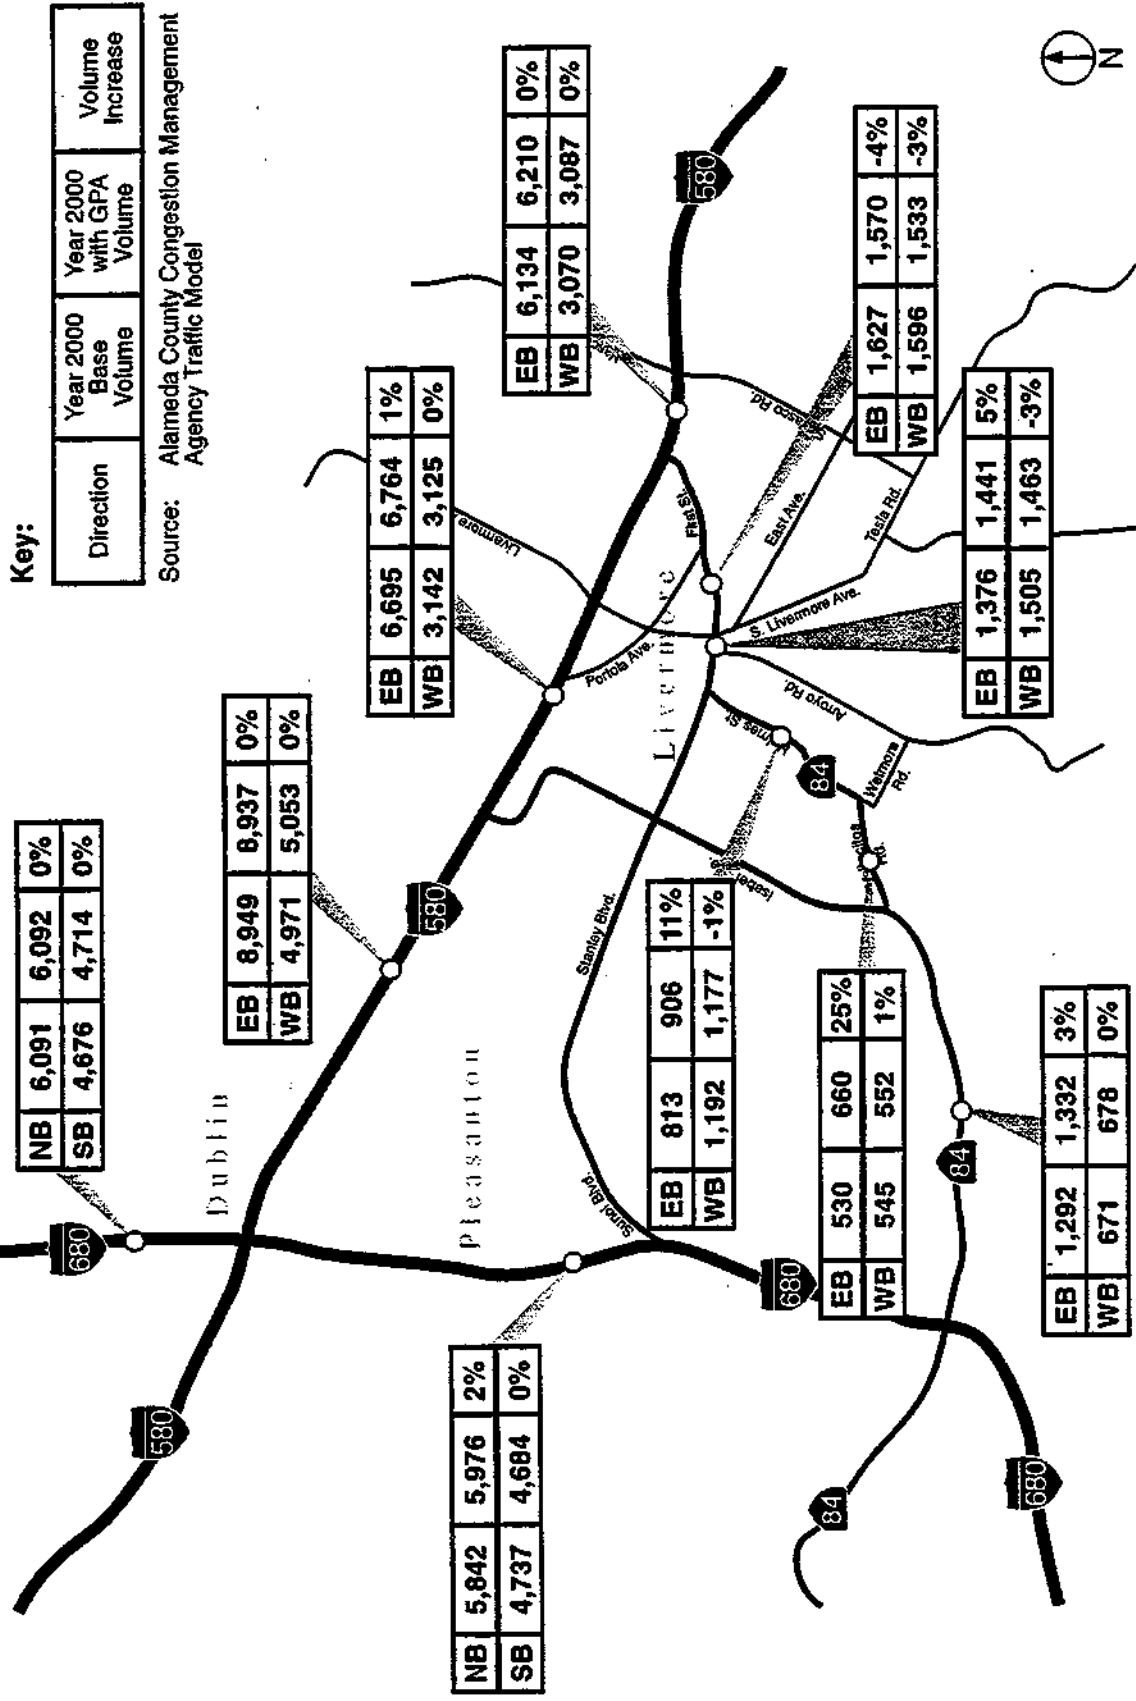 Key:
Direction
Year 2000
Base
Volume
Year 2000
with GPA
Volume
Volume
Increase
Source: Alameda County Congestion Management
Agency Traffic Model
NB 6,091 6,092 0%
SB 4,676 4,714 0%
EB 8,949 8,937 0%
WB 4,971 5,053 0%
EB 6,695 6,764 1%
WB 3,142 3,125 0%
EB 6,134 6,210 0%
WB 3,070 3,087 0%
NB 5,842 5,976 2%
SB 4,737 4,684 0%
EB 813 906 11%
WB 1,192 1,177 -1%
EB 530 660 25%
WB 545 552 1%
EB 1,292 1,332 3%
WB 671 678 0%
EB 1,376 1,441 5%
WB 1,505 1,463 -3%
EB 1,627 1,570 -4%
WB 1,596 1,533 -3%
580
680
580
580
680
680
84
84
84
Dublin
Pleasanton
Livermore
Livermore
Portola Ave.
First St.
East Ave.
S. Livermore Ave.
Tesla Rd.
Arroyo Rd.
Wetmore
Rd.
Stanley Blvd.
Sunol Blvd.
Isabel
Rd.
N